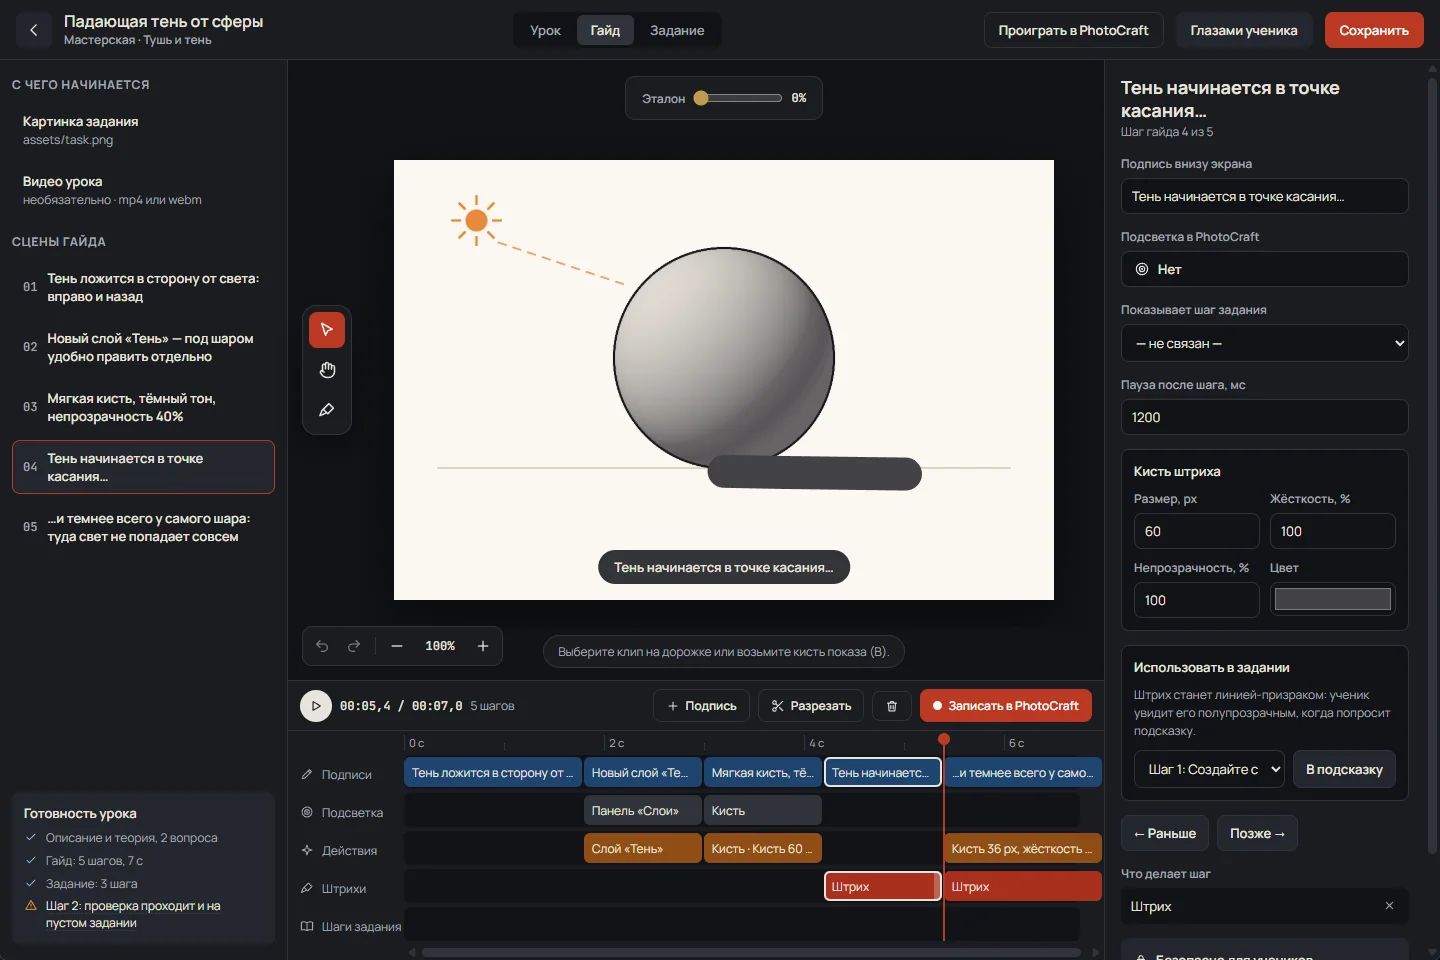 Падающая тень от сферы
Мастерская · Тушь и тень
Урок
Гайд
Задание
Проиграть в PhotoCraft
Глазами ученика
Сохранить
С ЧЕГО НАЧИНАЕТСЯ
Картинка задания
assets/task.png
Видео урока
необязательно · mp4 или webm
СЦЕНЫ ГАЙДА
01
Тень ложится в сторону от света:
вправо и назад
02
Новый слой «Тень» — под шаром
удобно править отдельно
03
Мягкая кисть, тёмный тон,
непрозрачность 40%
04
Тень начинается в точке
касания…
05
…и темнее всего у самого шара:
туда свет не попадает совсем
Готовность урока
Описание и теория, 2 вопроса
Гайд: 5 шагов, 7 с
Задание: 3 шага
Шаг 2: проверка проходит и на
пустом задании
Эталон
0%
Тень начинается в точке касания…
100%
Выберите клип на дорожке или возьмите кисть показа (B).
00:05,4 / 00:07,0
5 шагов
Подпись
Разрезать
Записать в PhotoCraft
0 с
2 с
4 с
6 с
Подписи
Тень ложится в сторону от ...
Новый слой «Те...
Мягкая кисть, тё...
Тень начинаетс...
...и темнее всего у само...
Подсветка
Панель «Слои»
Кисть
Действия
Слой «Тень»
Кисть · Кисть 60 ...
Кисть 36 px, жёсткость ...
Штрихи
Штрих
Штрих
Шаги задания
Тень начинается в точке
касания…
Шаг гайда 4 из 5
Подпись внизу экрана
Тень начинается в точке касания…
Подсветка в PhotoCraft
Нет
Показывает шаг задания
— не связан —
Пауза после шага, мс
1200
Кисть штриха
Размер, px
Жёсткость, %
60
100
Непрозрачность, %
Цвет
100
Использовать в задании
Штрих станет линией-призраком: ученик
увидит его полупрозрачным, когда попросит
подсказку.
Шаг 1: Создайте с
В подсказку
← Раньше
Позже →
Что делает шаг
Штрих
Безопасно для учеников